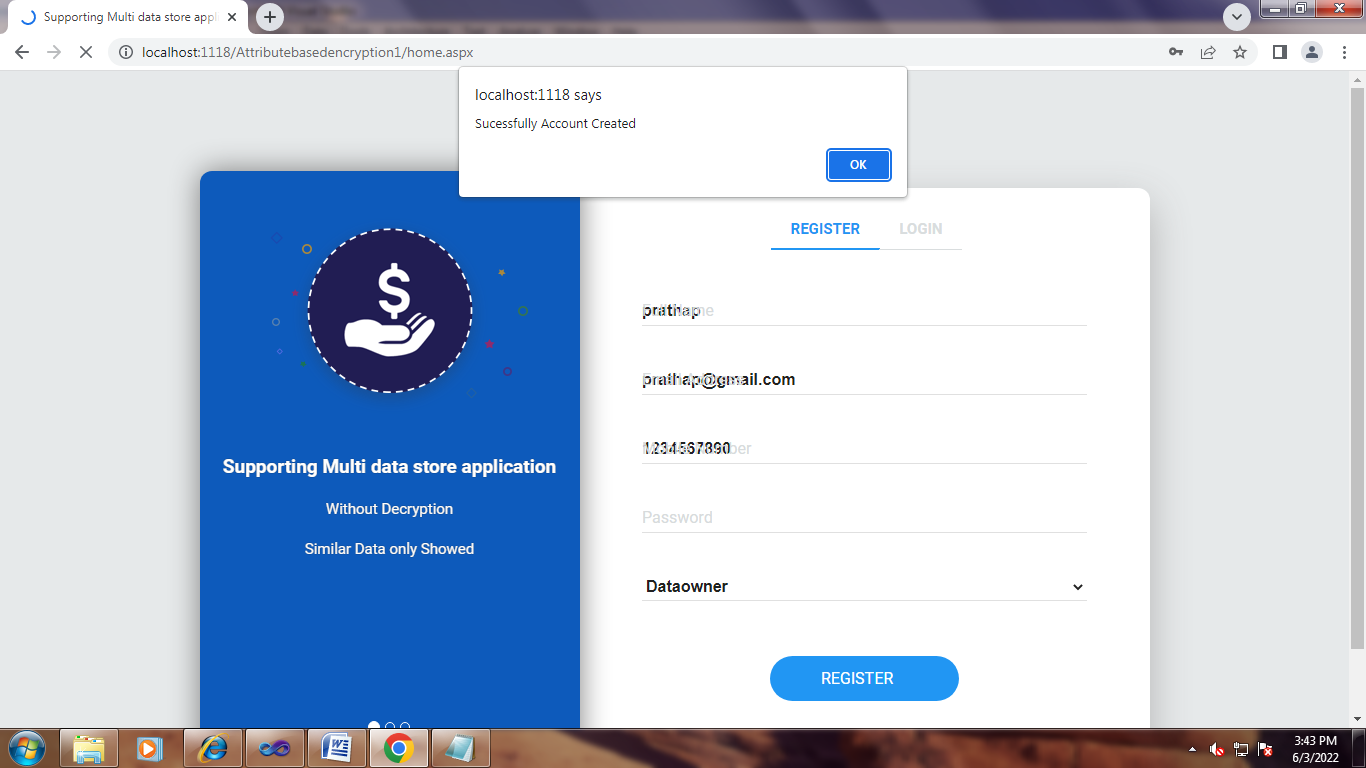 Supporting Multi data store appl
localhost:1118/Attributebasedencryption1/home.aspx
localhost:1118 says
Sucessfully Account Created
OK
$
Supporting Multi data store application
Without Decryption
Similar Data only Showed
REGISTER LOGIN
prathap
prathap@gmail.com
1234567890
Password
Dataowner
REGISTER
3:43 PM
6/3/2022